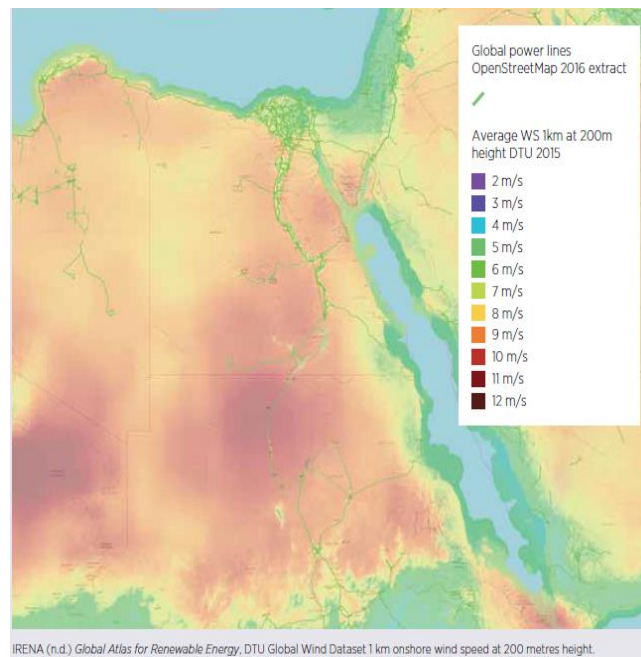 Global power lines
OpenStreetMap 2016 extract
Average WS 1km at 200m
height DTU 2015
2 m/s
3 m/s
4 m/s
5 m/s
6 m/s
7 m/s
8 m/s
9 m/s
10 m/s
11 m/s
12 m/s
IRENA (n.d.) Global Atlas for Renewable Energy, DTU Global Wind Dataset 1 km onshore wind speed at 200 metres height.